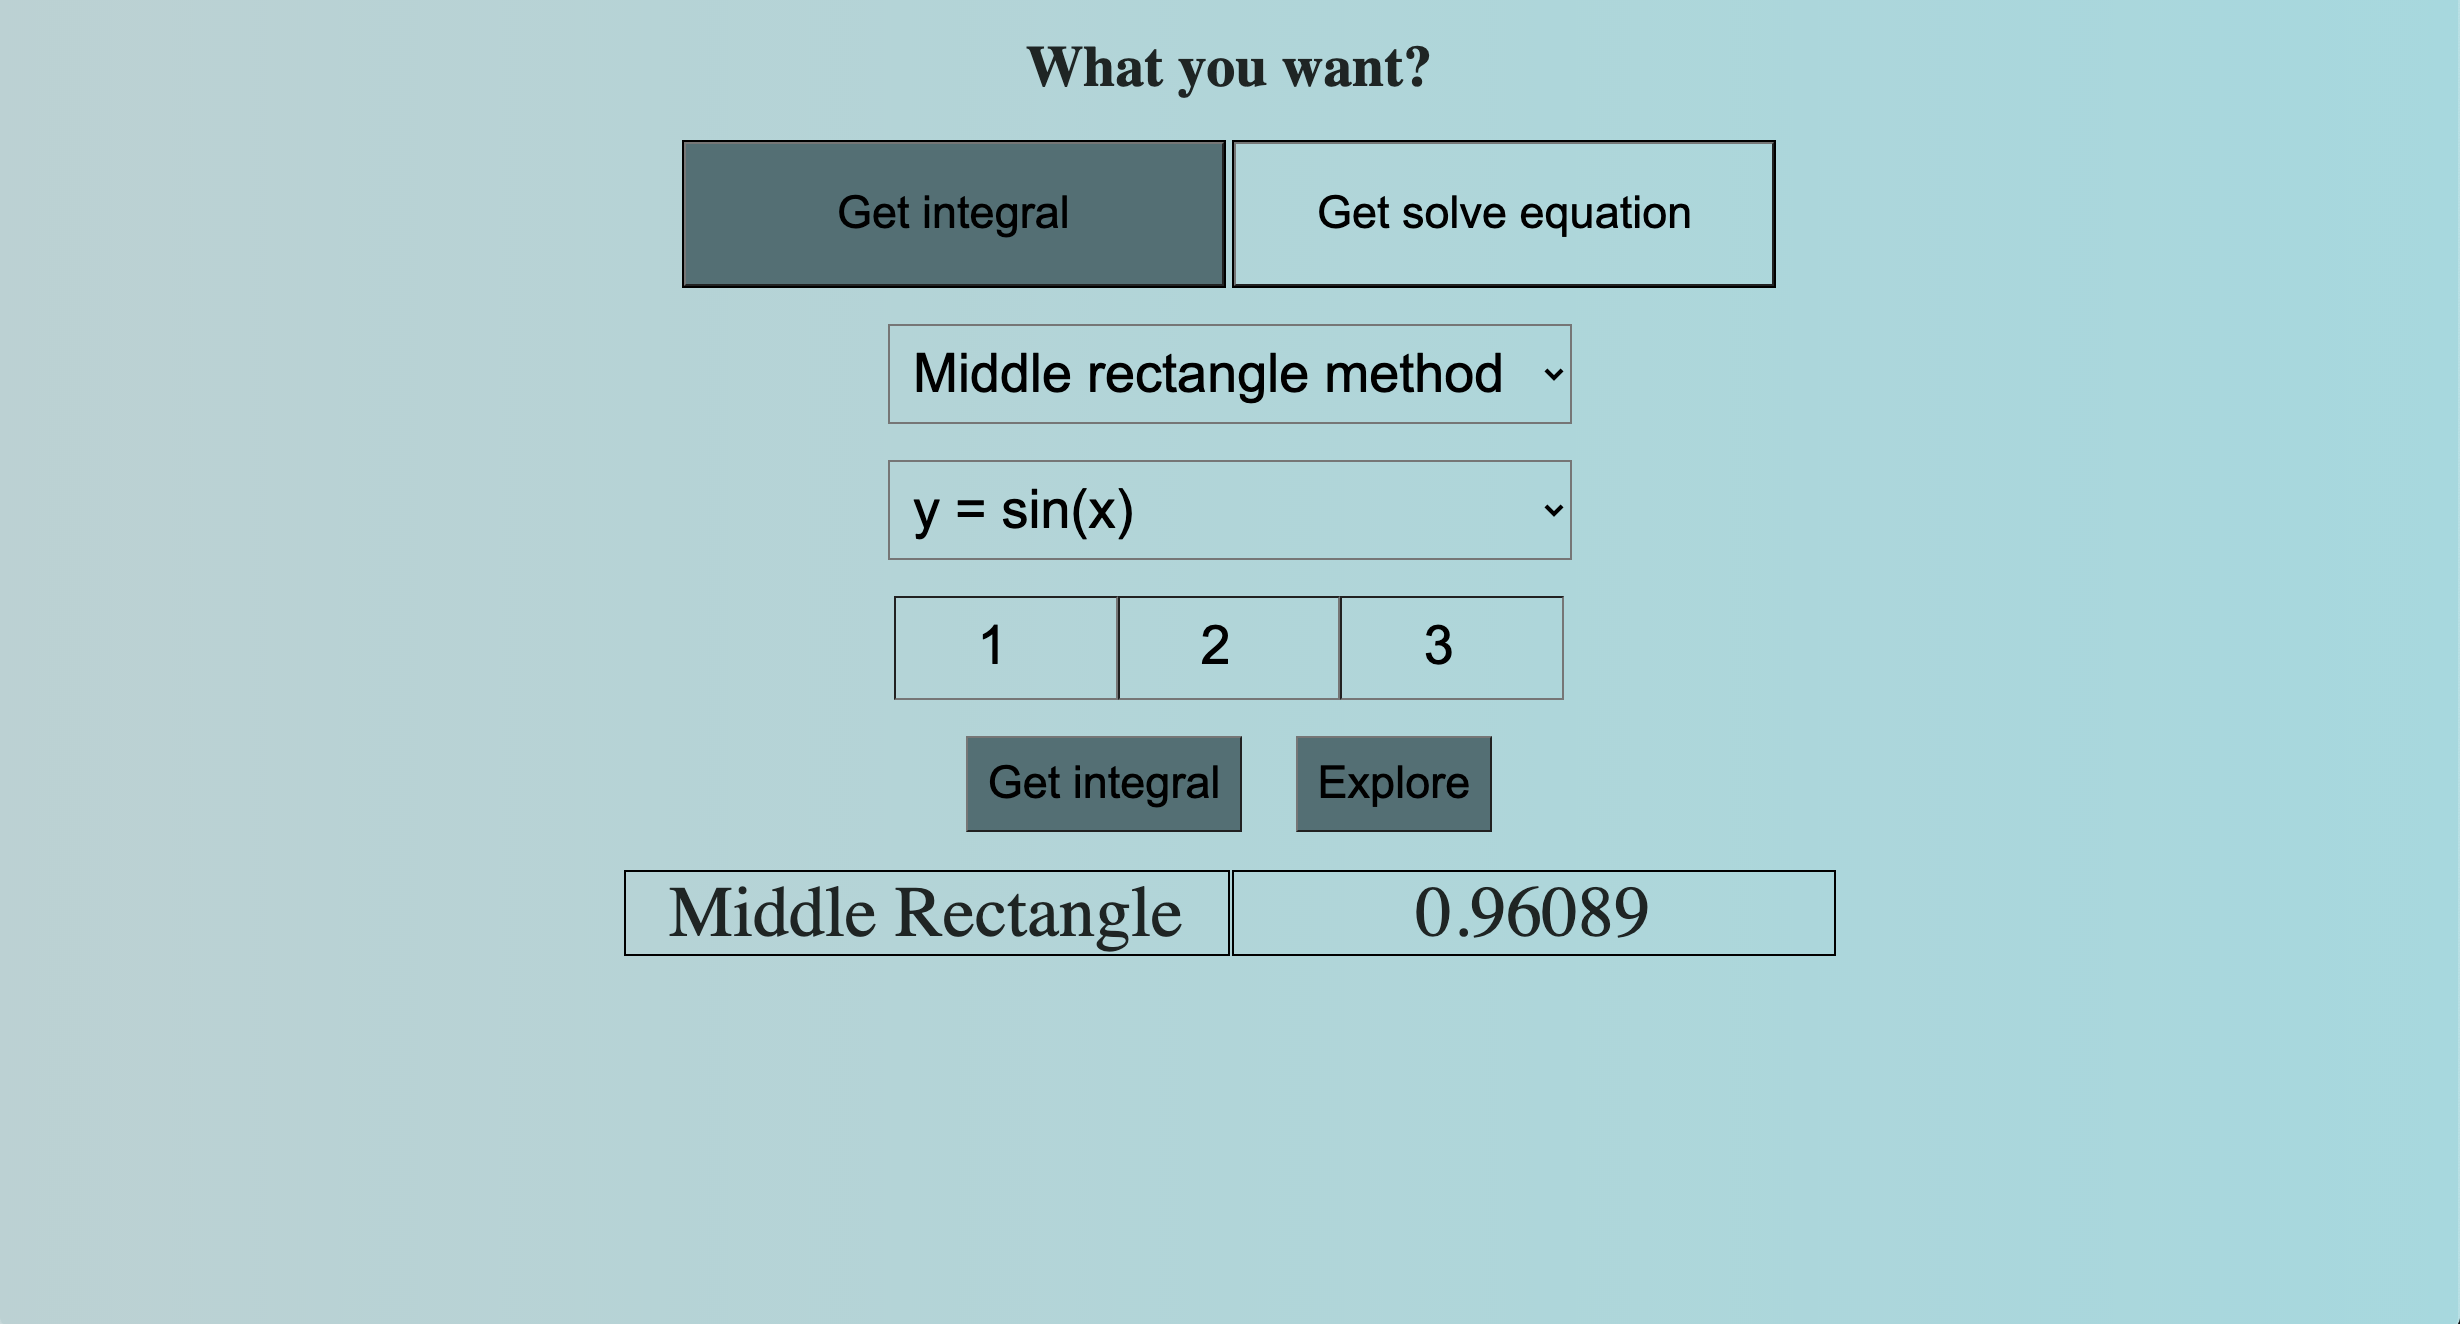 What you want?
Get integral Get solve equation
Middle rectangle method
y = sin(x)
1 2 3
Get integral Explore
Middle Rectangle 0.96089